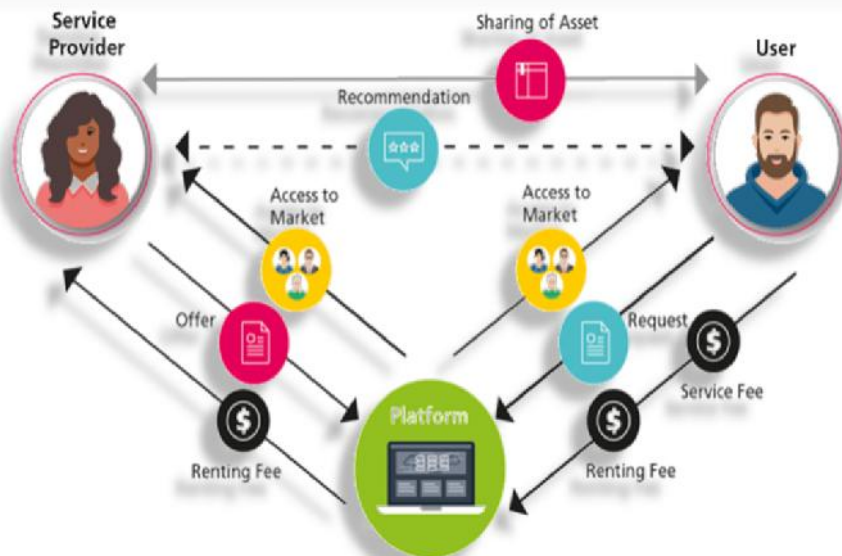 Service
Provider
Sharing of Asset
User
Recommendation
Access to
Market
Access to
Market
Offer
Request
Platform
Service Fee
Renting Fee
Renting Fee